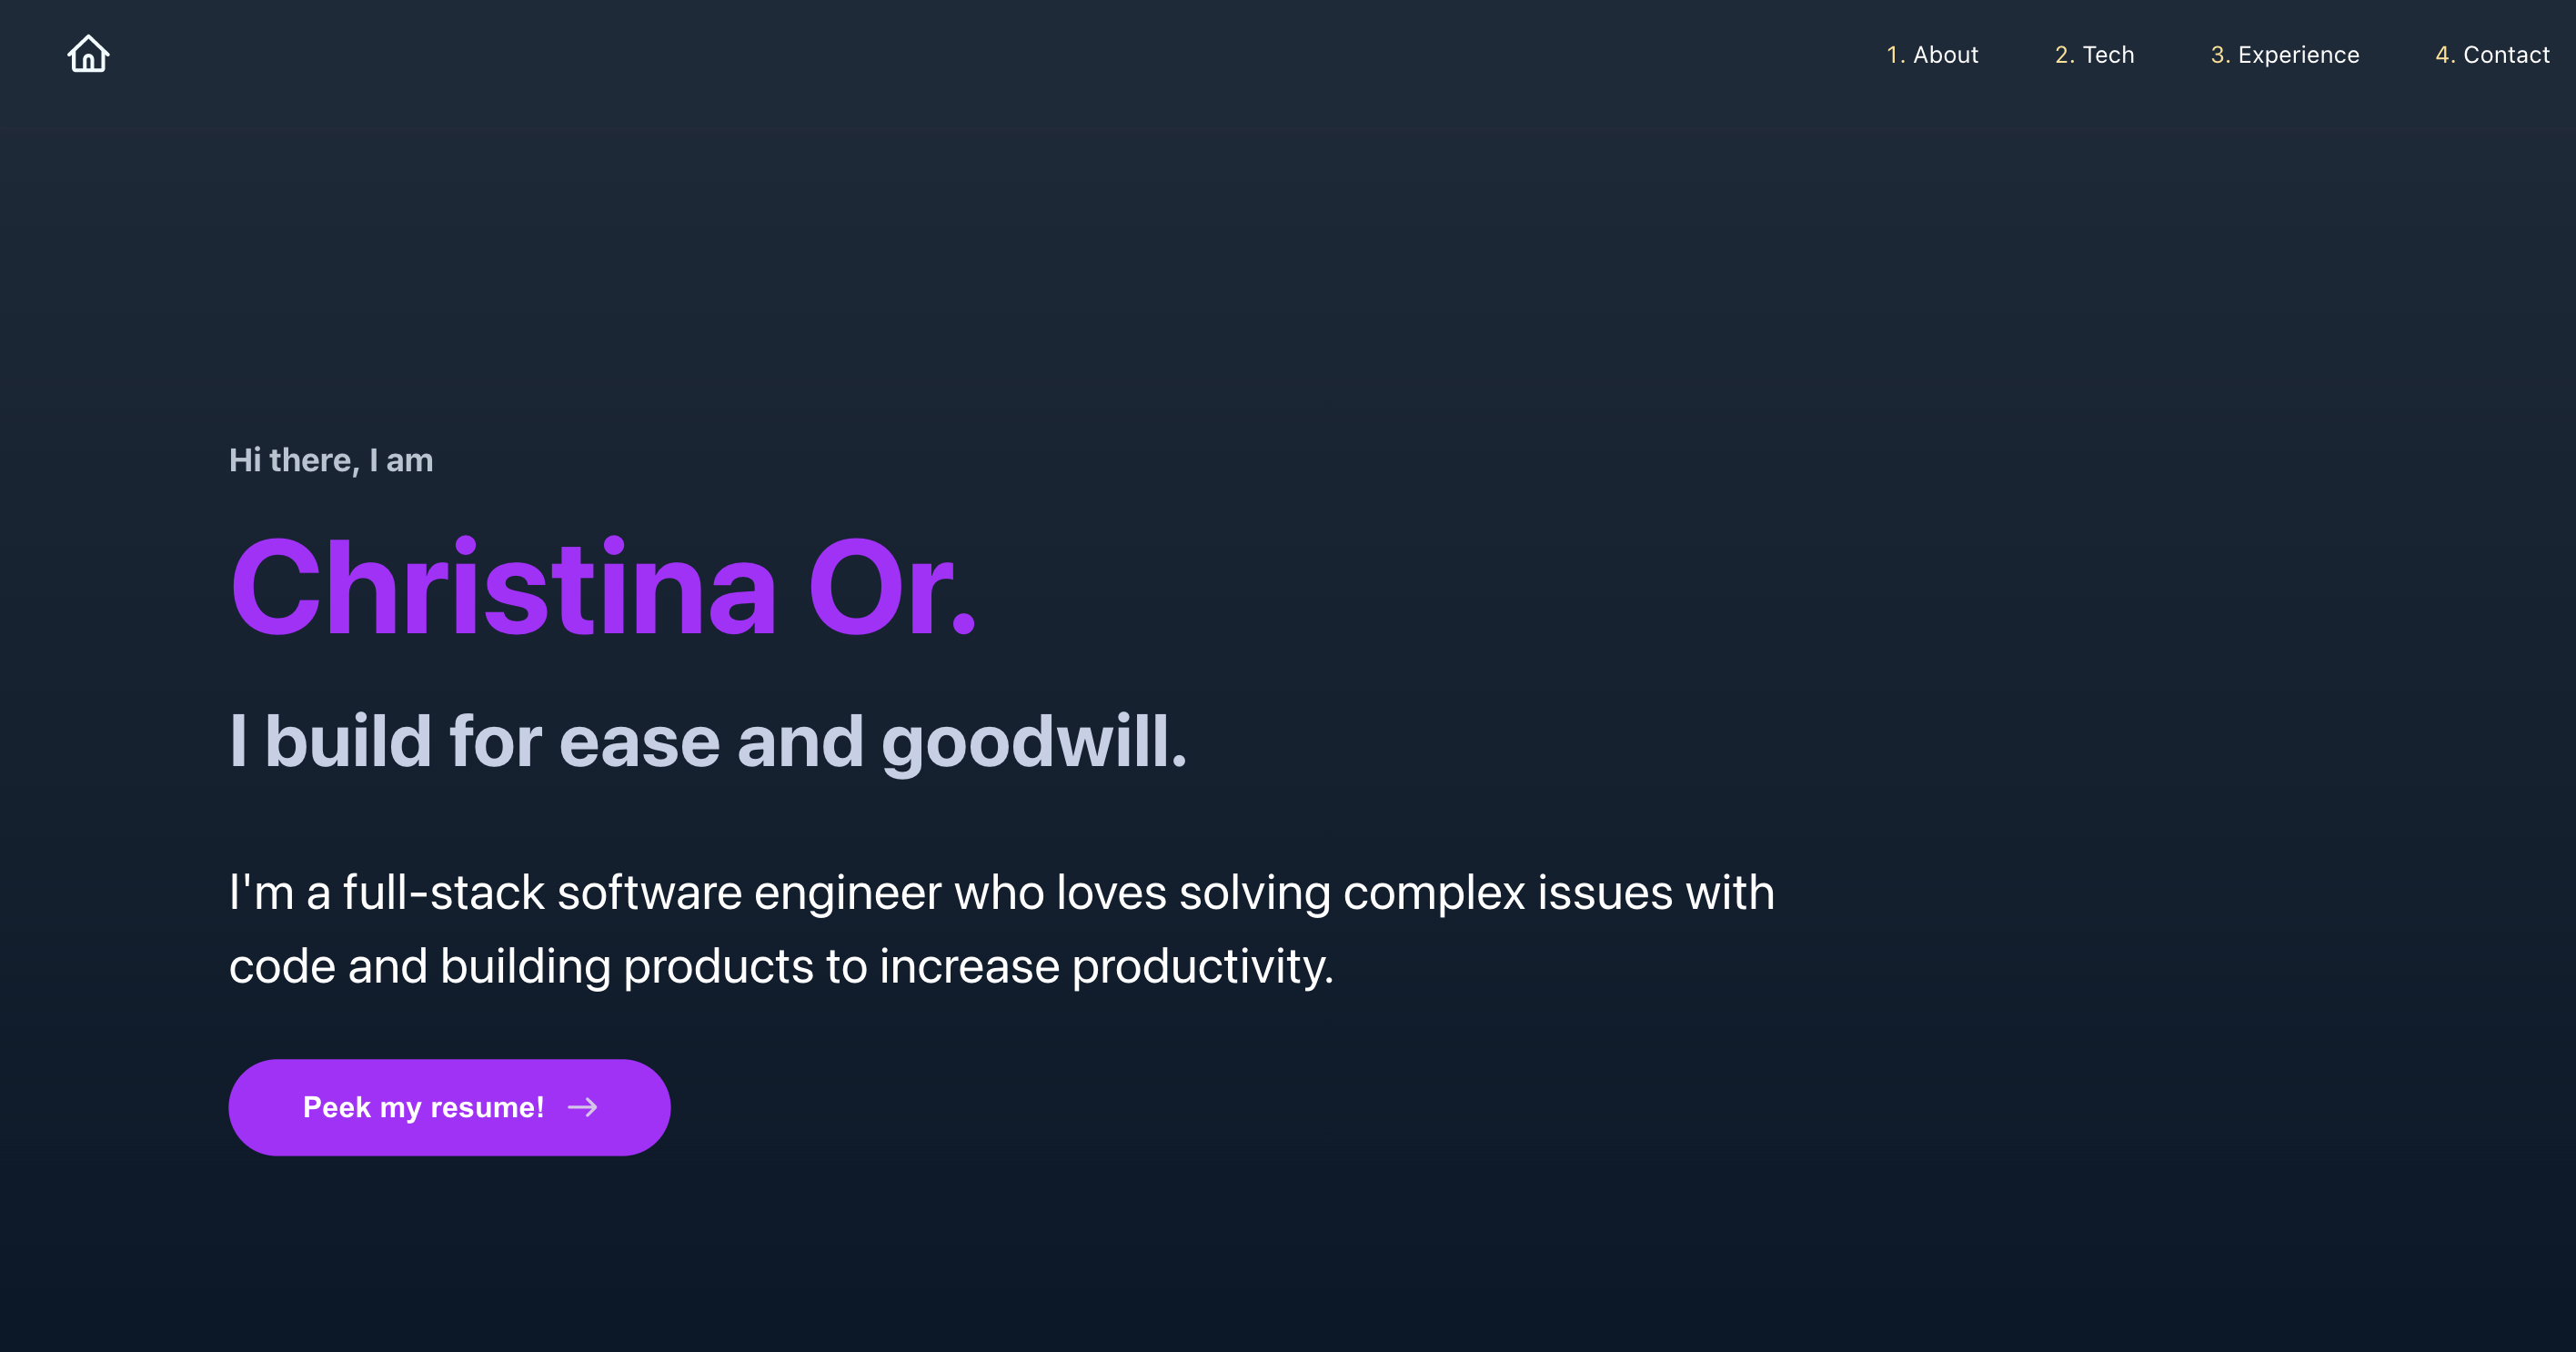 1. About
2. Tech
3. Experience
4. Contact
Hi there, I am
Christina Or.
I build for ease and goodwill.
I'm a full-stack software engineer who loves solving complex issues with
code and building products to increase productivity.
Peek my resume!